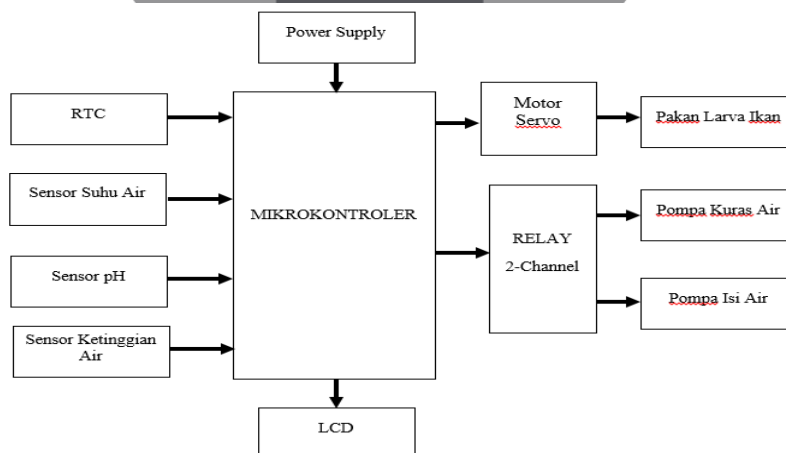 Power Supply
RTC
Sensor Suhu Air
Sensor pH
Sensor Ketinggian
Air
MIKROKONTROLER
LCD
Motor
Servo
RELAY
2-Channel
Pakan Larva Ikan
Pompa Kuras Air
Pompa Isi Air